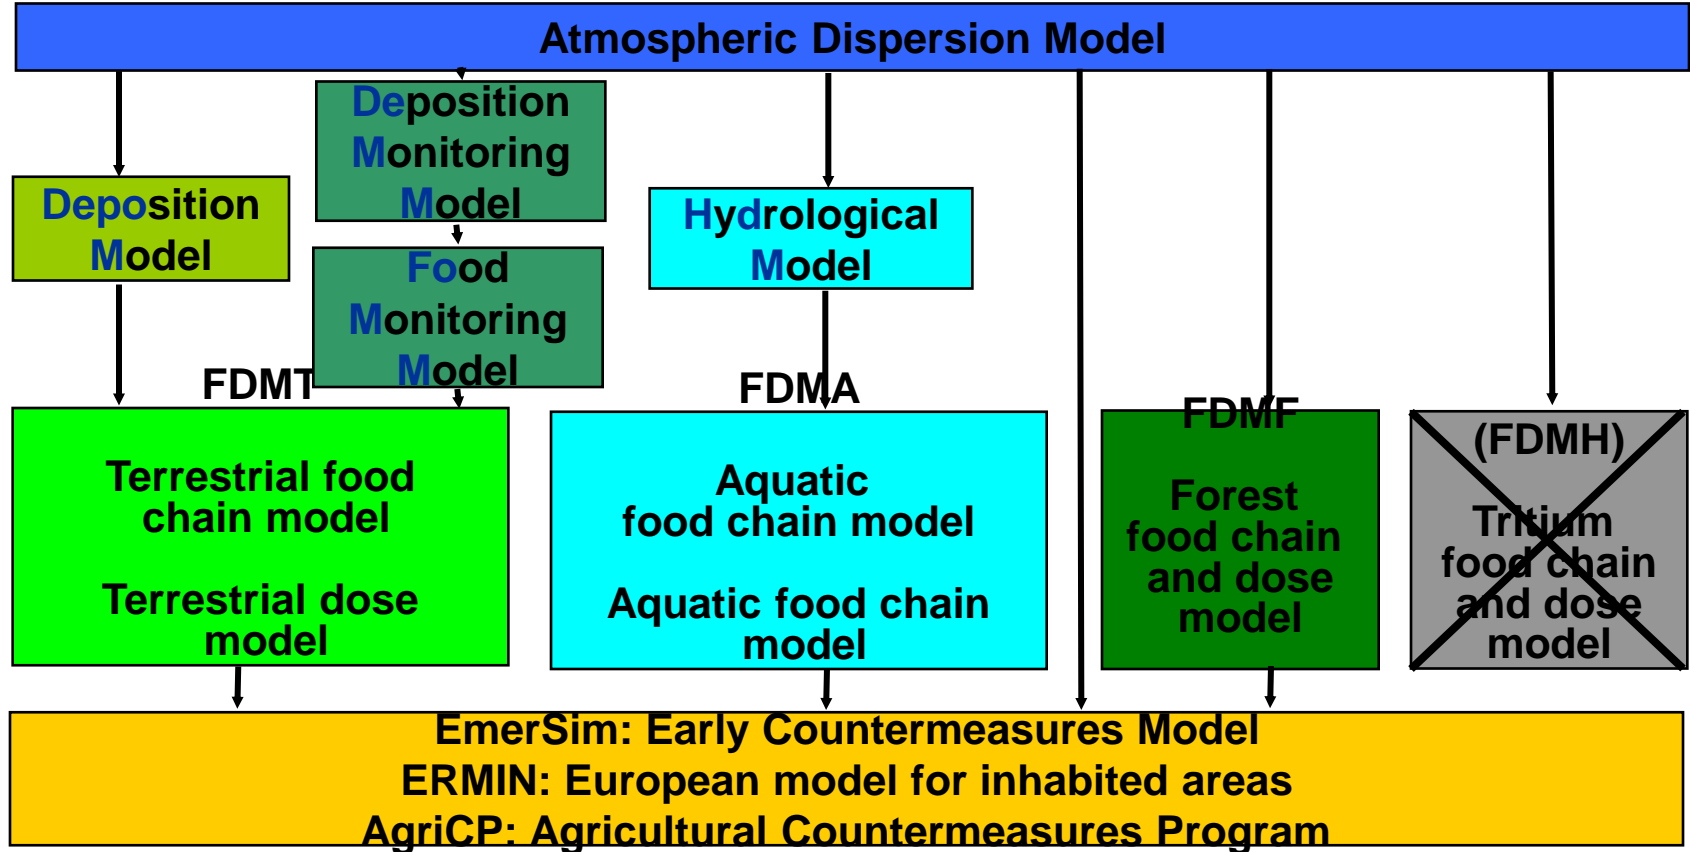 Atmospheric Dispersion Model
Deposition
Monitoring
Model
Deposition
Model
Hydrological
Model
Food
Monitoring
Model
FDMT
FDMA
FDMF
(FDMH)
Terrestrial food
chain model
Terrestrial dose
model
Aquatic
food chain model
Aquatic food chain
model
Forest
food chain
and dose
model
Tritium
food chain
and dose
model
EmerSim: Early Countermeasures Model
ERMIN: European model for inhabited areas
AgriCP: Agricultural Countermeasures Program